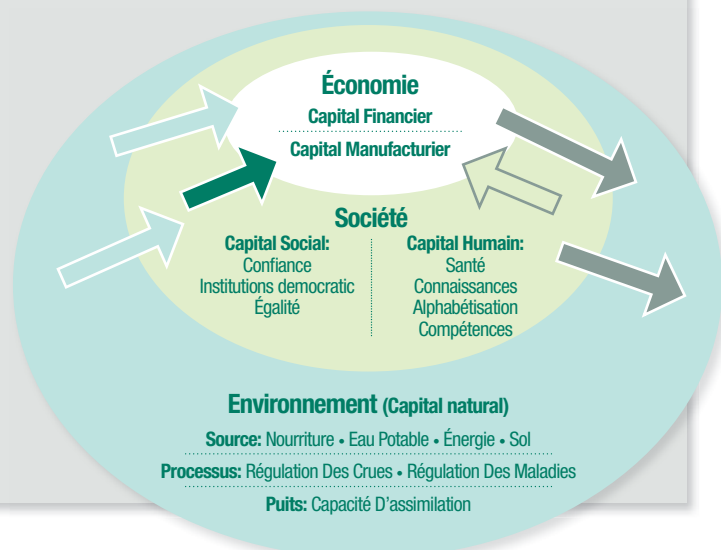 Économie
Capital Financier
Capital Manufacturier
Société
Capital Social:
Confiance
Institutions democratic
Égalité
Capital Humain:
Santé
Connaissances
Alphabétisation
Compétences
Environnement (Capital natural)
Source: Nourriture • Eau Potable • Énergie • Sol
Processus: Régulation Des Crues • Régulation Des Maladies
Puits: Capacité D'assimilation